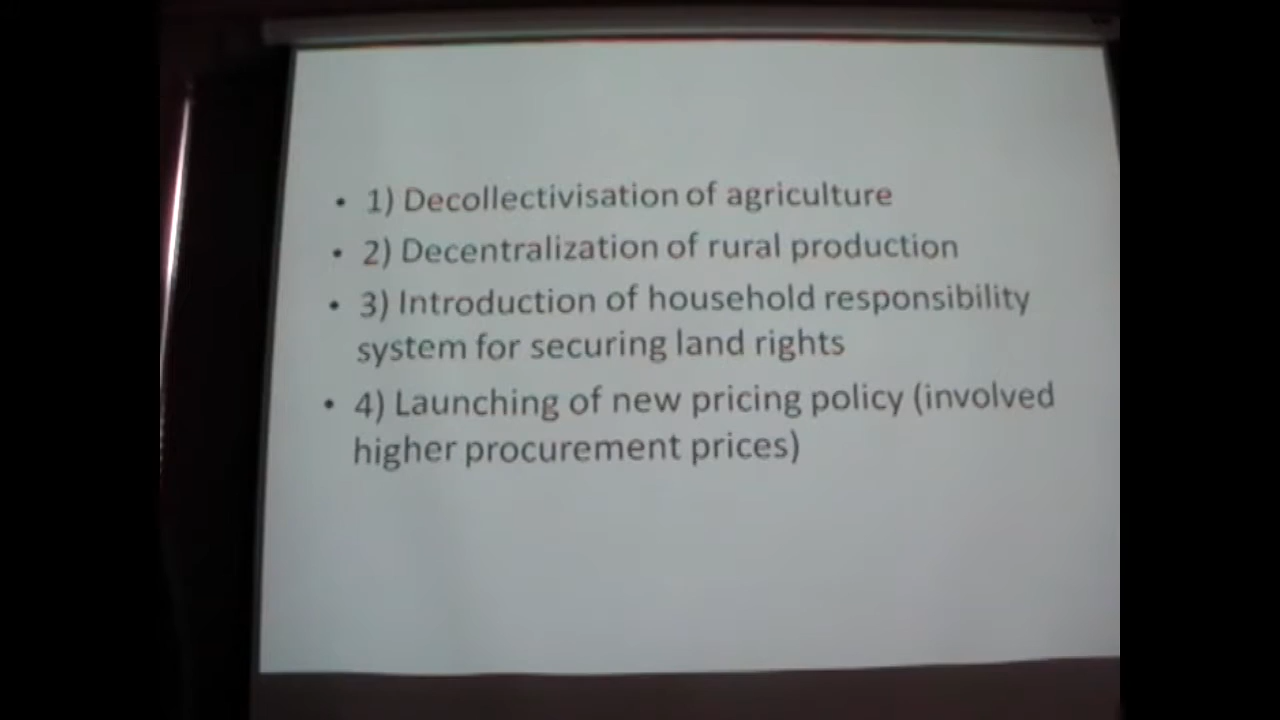 • 1) Decollectivisation of agriculture
• 2) Decentralization of rural production
• 3) Introduction of household responsibility
system for securing land rights
• 4) Launching of new pricing policy (involved
higher procurement prices)